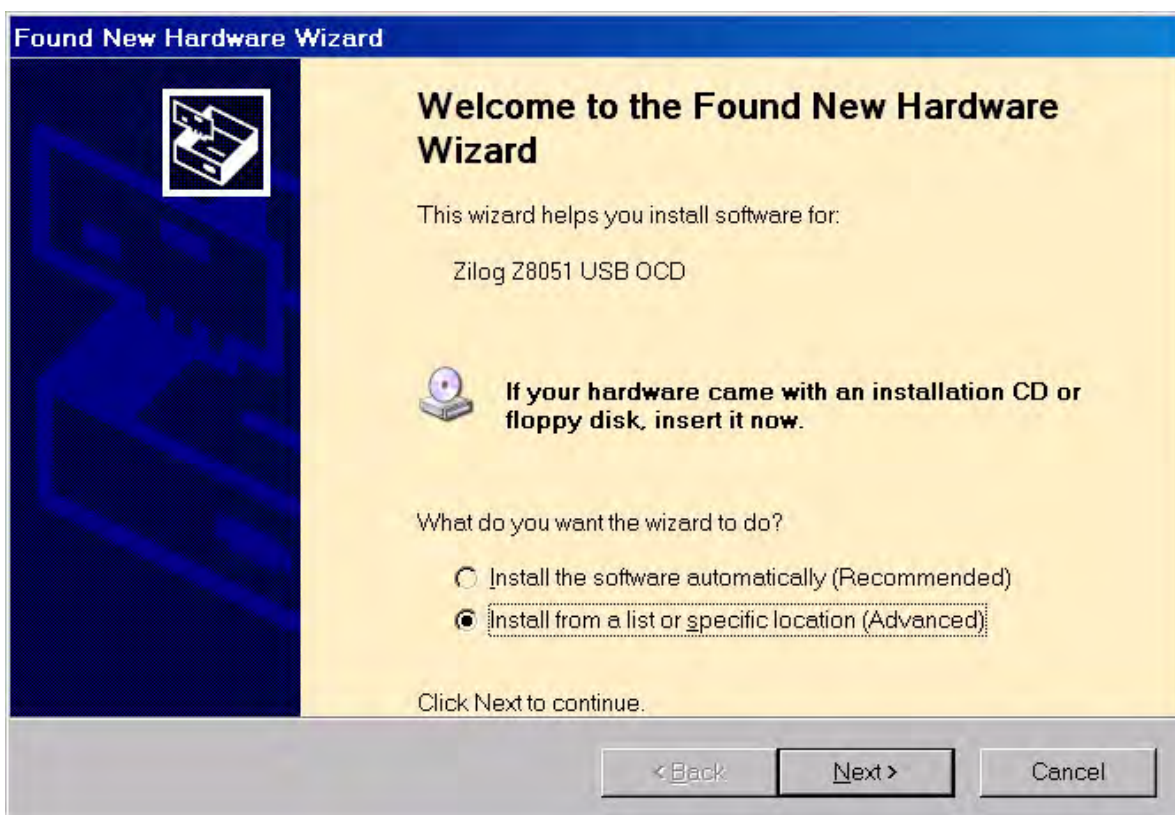 Found New Hardware Wizard
Welcome to the Found New Hardware
Wizard
This wizard helps you install software for:
Zilog Z8051 USB OCD
If your hardware came with an installation CD or
floppy disk, insert it now.
What do you want the wizard to do?
Install the software automatically (Recommended)
Install from a list or specific location (Advanced)
Click Next to continue.
< Back
Next >
Cancel